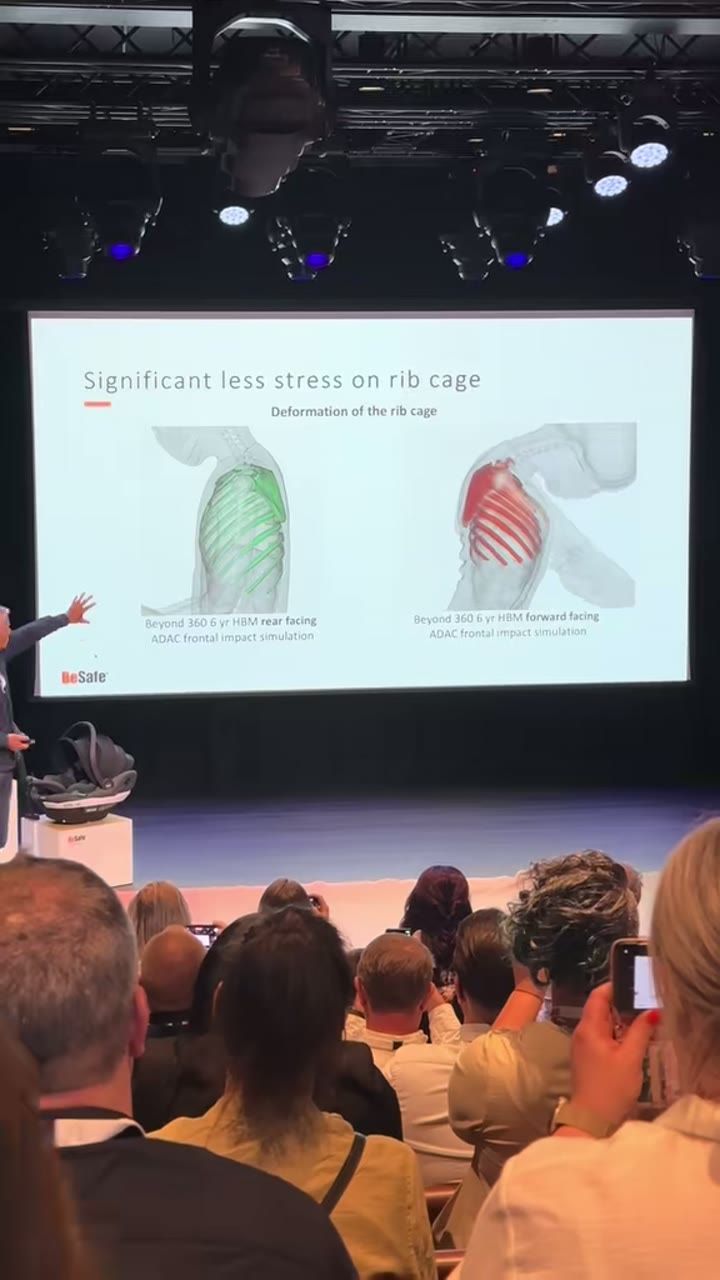 Significant less stress on rib cage
Deformation of the rib cage
Beyond 360 6 yr HBM rear facing
ADAC frontal impact simulation
Beyond 360 6 yr HBM forward facing
ADAC frontal impact simulation
BeSafe
BeSafe